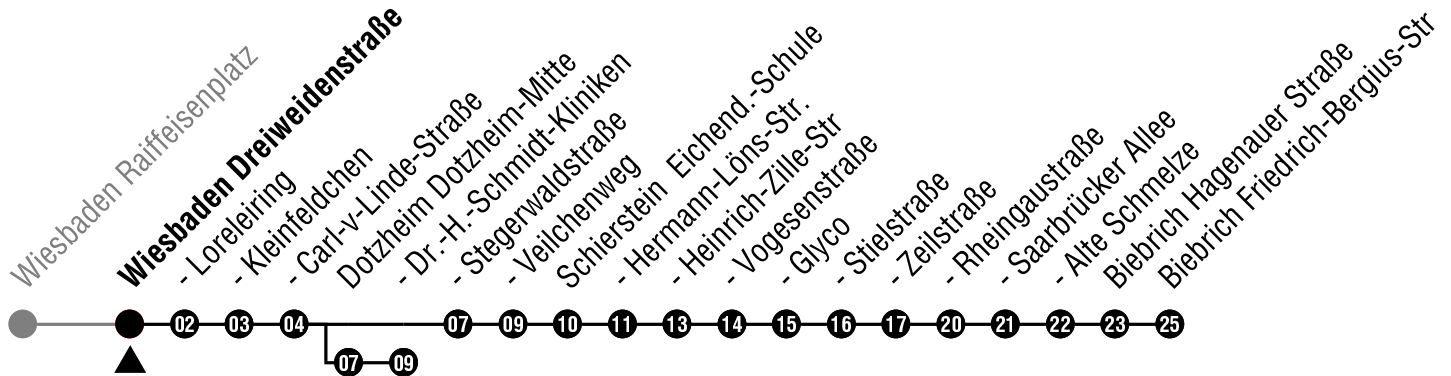 Wiesbaden Raiffeisenplatz
Wiesbaden Dreiweidenstraße
- Loreleiring
- Kleinfeldchen
- Carl-v-Linde-Straße
Dotzheim Dotzheim-Mitte
- Dr.-H.-Schmidt-Kliniken
- Stegerwaldstraße
- Veilchenweg
Schierstein Eichend.-Schule
- Hermann-Löns-Str.
- Heinrich-Zille-Str
- Vogesenstraße
- Glyco
- Stielstraße
- Zeilstraße
- Rheingaustraße
- Saarbrücker Allee
- Alte Schmelze
Biebrich Hagenauer Straße
Biebrich Friedrich-Bergius-Str
02 03 04 07 09 10 11 13 14 15 16 17 20 21 22 23 25
07 09